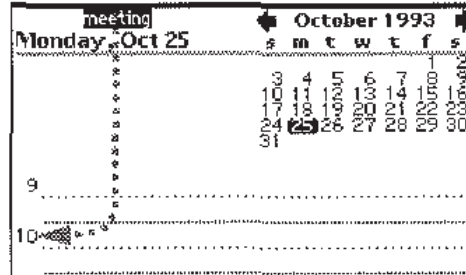 meeting
Monday, Oct 25
October 1993
s m t w t f s
1 2
3 4 5 6 7 8 9
10 11 12 13 14 15 16
17 18 19 20 21 22 23
24 25 26 27 28 29 30
31
9
10